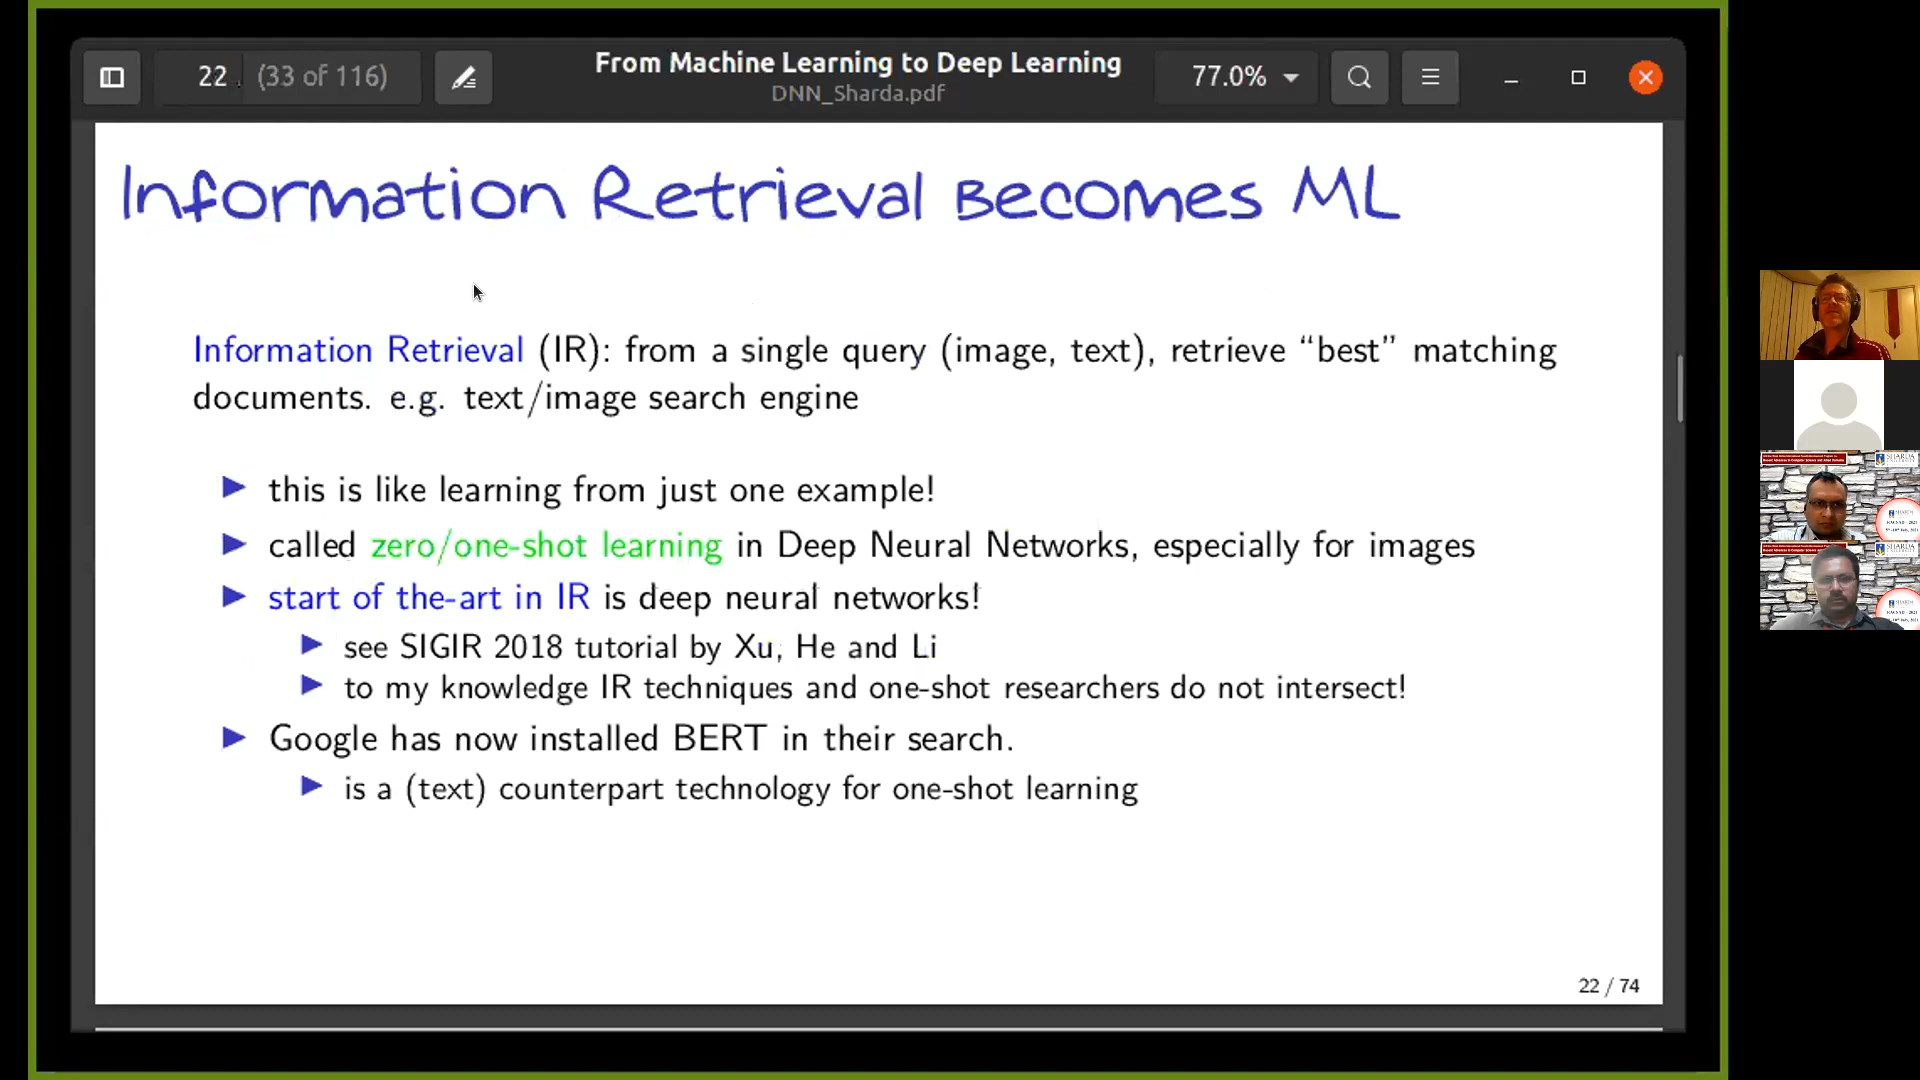 22 (33 of 116)
From Machine Learning to Deep Learning
DNN_Sharda.pdf
77.0%
Information Retrieval Becomes ML
Information Retrieval (IR): from a single query (image, text), retrieve “best” matching
documents. e.g. text/image search engine
▶ this is like learning from just one example!
▶ called zero/one-shot learning in Deep Neural Networks, especially for images
▶ start of the-art in IR is deep neural networks!
▶ see SIGIR 2018 tutorial by Xu, He and Li
▶ to my knowledge IR techniques and one-shot researchers do not intersect!
▶ Google has now installed BERT in their search.
▶ is a (text) counterpart technology for one-shot learning
22 / 74
SHARDA
SHARDA